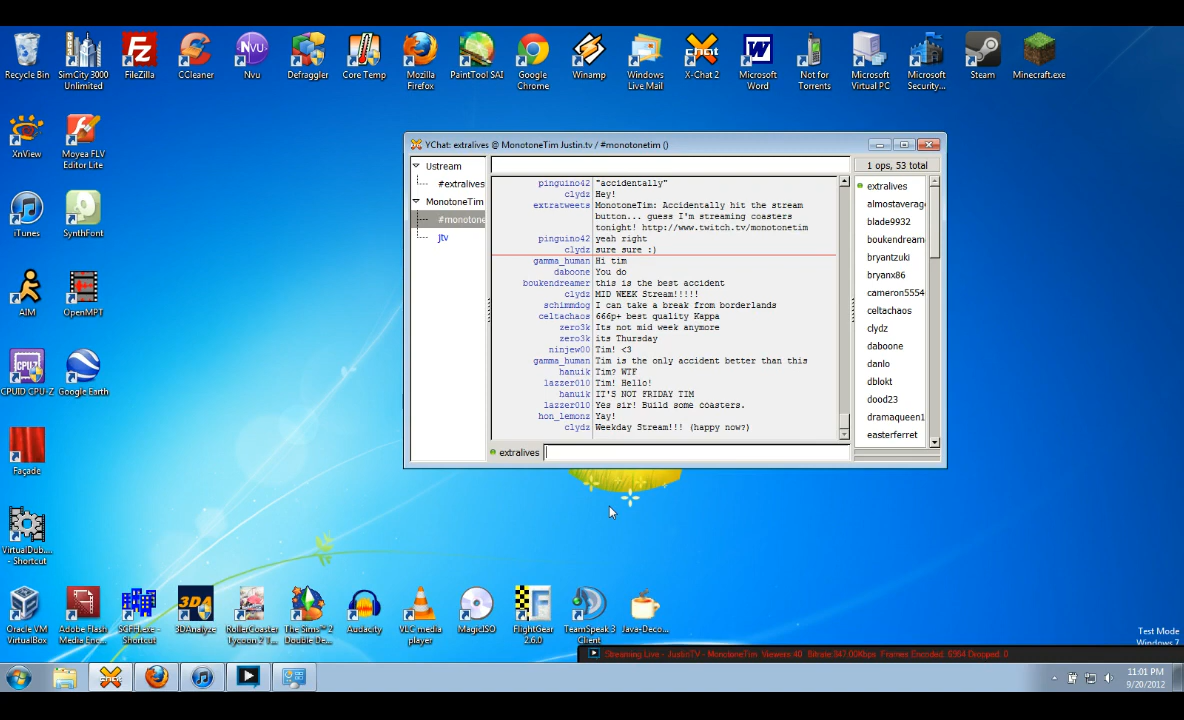 Recycle Bin
SimCity 3000
Unlimited
FileZilla
CCleaner
Nvu
Defraggler
Core Temp
Mozilla
Firefox
PaintTool SAI
Google
Chrome
Winamp
Windows
Live Mail
X-Chat 2
Microsoft
Word
Not for
Torrents
Microsoft
Virtual PC
Microsoft
Security...
Steam
Minecraft.exe
XnView
Moyea FLV
Editor Lite
iTunes
SynthFont
AIM
OpenMPT
CPUID CPU-Z
Google Earth
Façade
VirtualDub....
- Shortcut
YChat: extralives @ MonotoneTim Justin.tv / #monotonetim ()
Ustream
#extralives
MonotoneTim
#monotone
jtv
1 ops, 53 total
pinguino42 "accidentally"
clydz Hey!
extratweets MonotoneTim: Accidentally hit the stream
button... guess I'm streaming coasters
tonight! http://www.twitch.tv/monotonetim
pinguino42 yeah right
clydz sure sure :)
gamma_human Hi tim
daboone You do
boukendreamer this is the best accident
clydz MID WEEK Stream!!!!!
schimmdog I can take a break from borderlands
celtachaos 666p+ best quality Kappa
zero3k Its not mid week anymore
zero3k its Thursday
ninjew00 Tim! <3
gamma_human Tim is the only accident better than this
hanuik Tim? WTF
lazzer010 Tim! Hello!
hanuik IT'S NOT FRIDAY TIM
lazzer010 Yes sir! Build some coasters.
hon_lemonz Yay!
clydz Weekday Stream!!! (happy now?)
extralives
extralives
almostaverage
blade9932
boukendream
bryantzuki
bryanx86
cameron5554
celtachaos
clydz
daboone
danlo
dblokt
dood23
dramaqueen1
easterferret
Oracle VM
VirtualBox
Adobe Flash
Media Enc...
SGFH.exe -
Shortcut
3DAnalyze
RollerCoaster
Tycoon 2 T...
The Sims™ 2
Double De...
Audacity
VLC media
player
MagicISO
FlightGear
2.6.0
TeamSpeak 3
Client
Java-Deco...
Test Mode
Windows 7
Streaming Live - JustinTV - MonotoneTim Viewers:40 Bitrate:847.00Kbps Frames Encoded: 6564 Dropped: 0
11:01 PM
9/20/2012